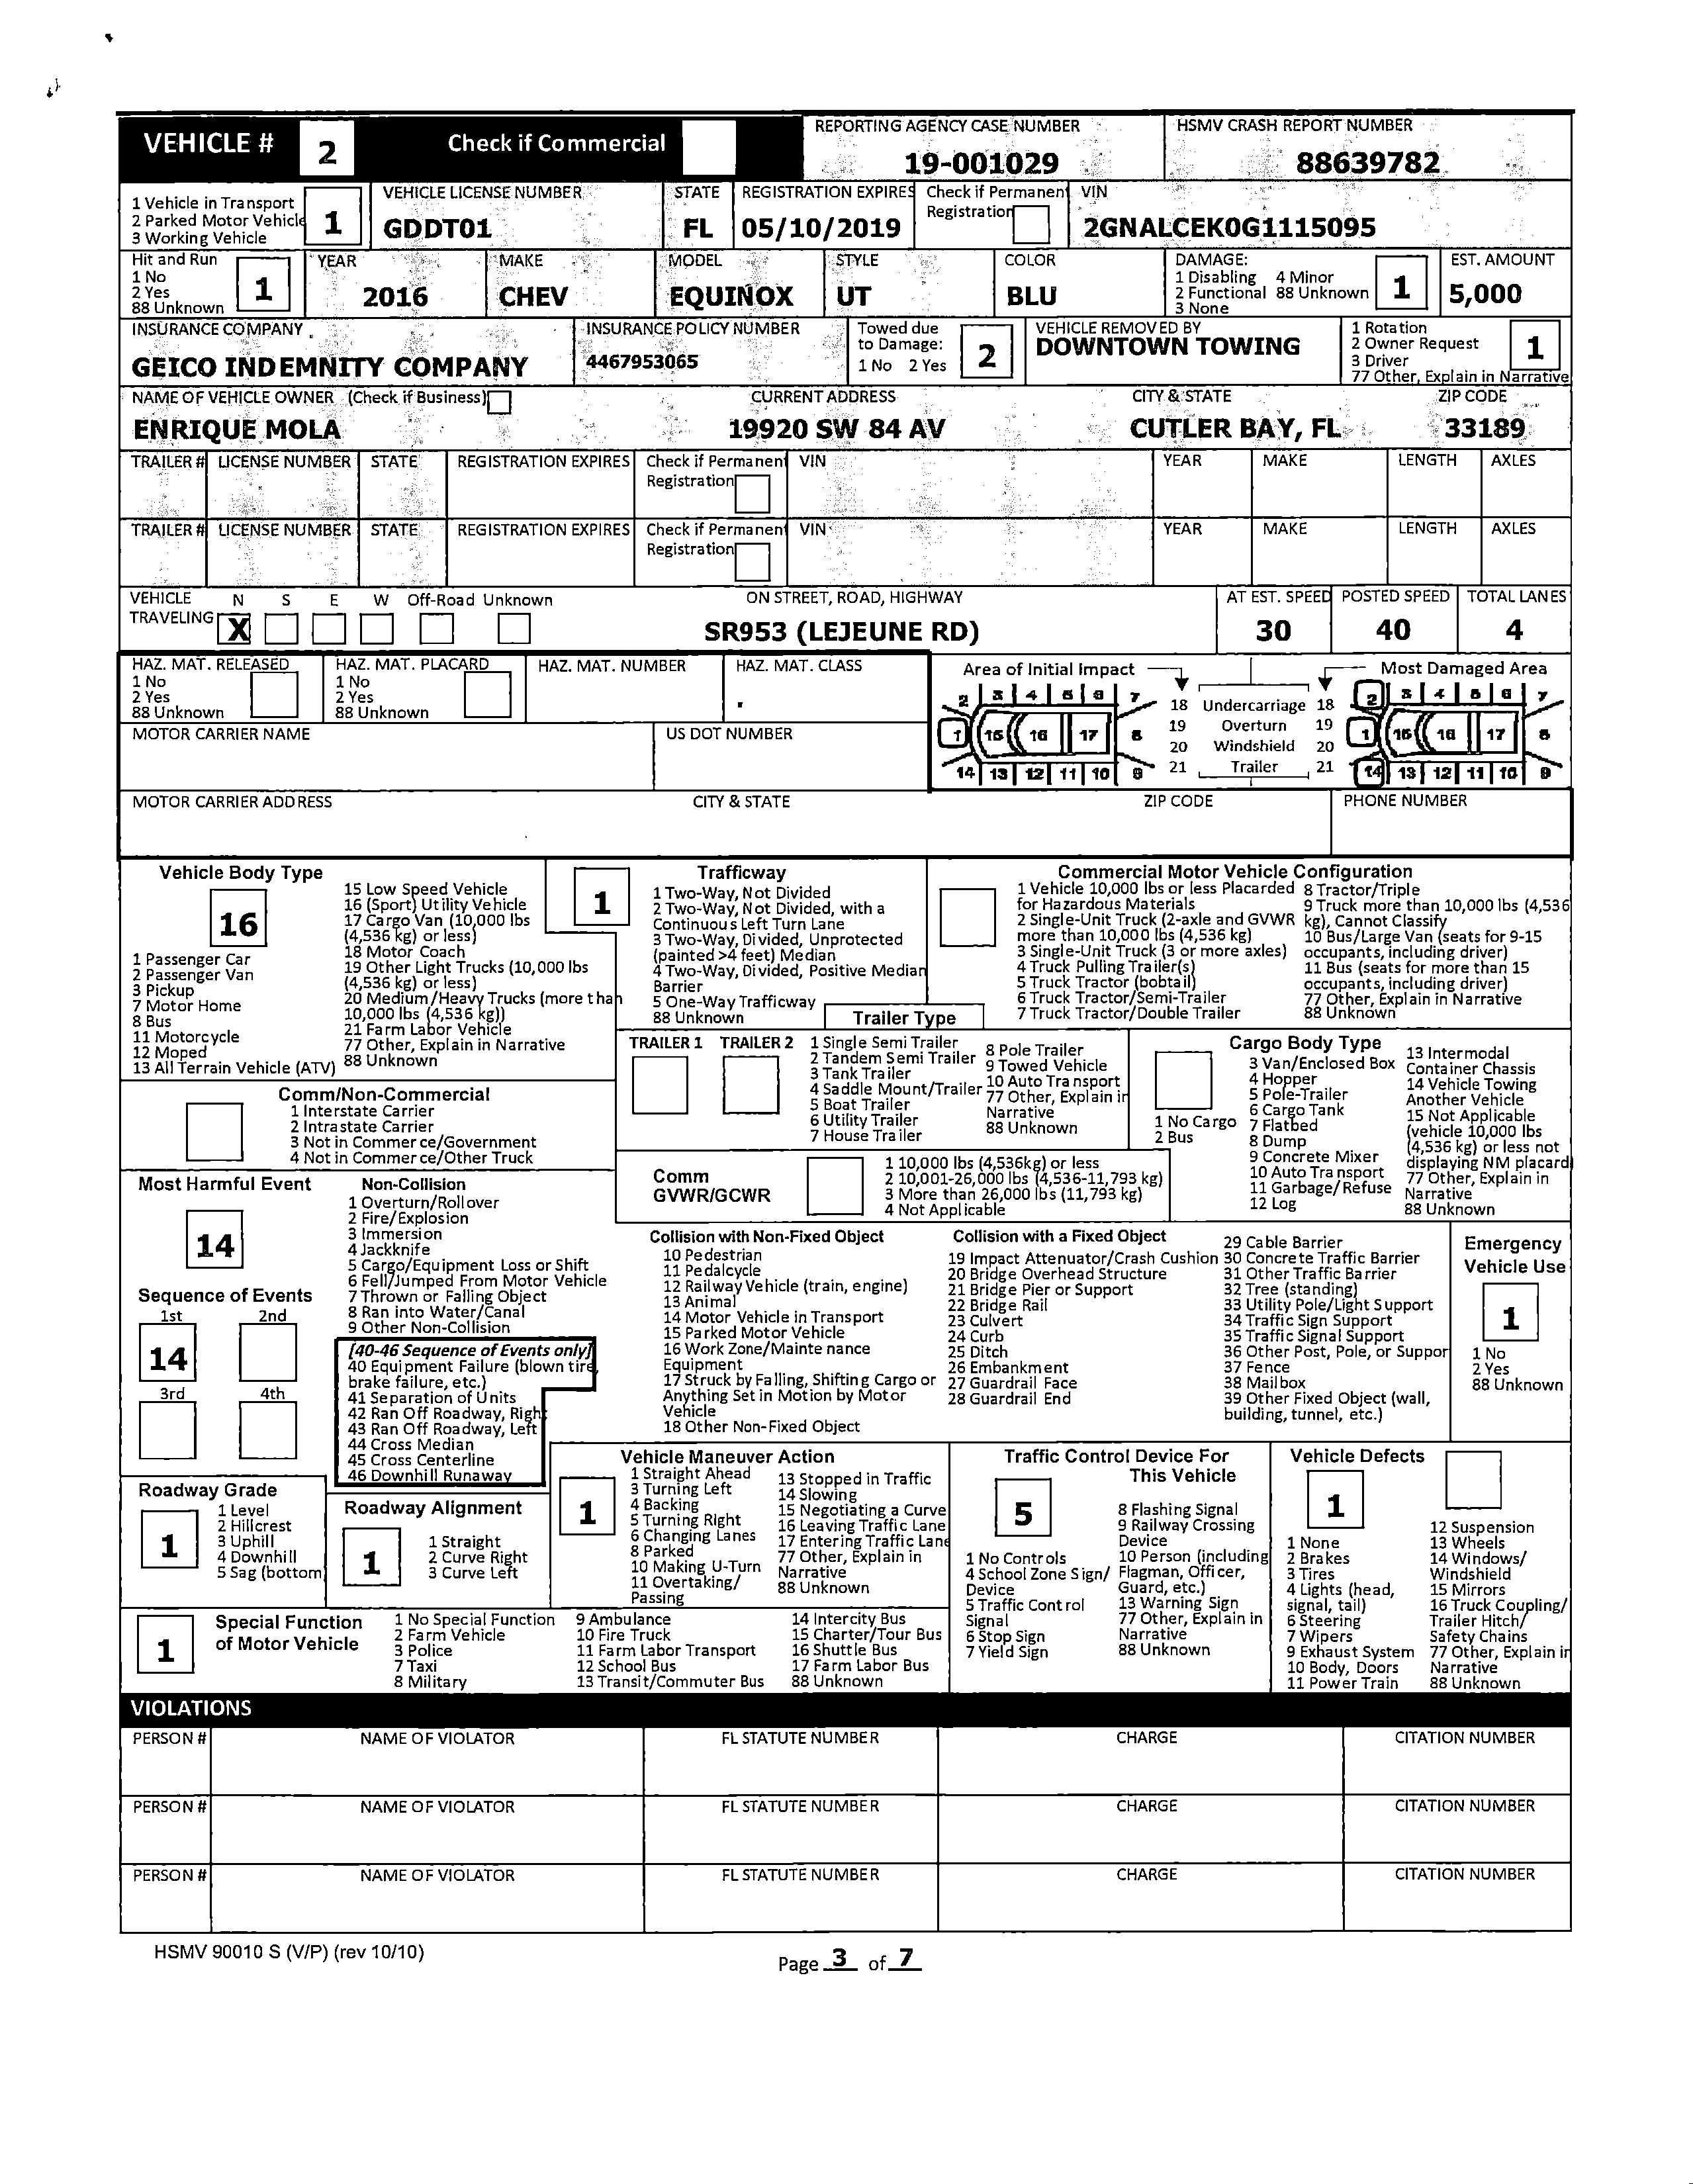 VEHICLE # 2 Check if Commercial
REPORTING AGENCY CASE NUMBER
19-001029
HSMV CRASH REPORT NUMBER
88639782
1 Vehicle in Transport
2 Parked Motor Vehicle
3 Working Vehicle
1
VEHICLE LICENSE NUMBER
GDDT01
STATE
FL
REGISTRATION EXPIRES
05/10/2019
Check if Permanent
Registration
VIN
2GNALCEK0G1115095
Hit and Run
1 No
2 Yes
88 Unknown
1
YEAR
2016
MAKE
CHEV
MODEL
EQUINOX
STYLE
UT
COLOR
BLU
DAMAGE:
1 Disabling 4 Minor
2 Functional 88 Unknown
3 None
1
EST. AMOUNT
5,000
INSURANCE COMPANY
GEICO INDEMNITY COMPANY
INSURANCE POLICY NUMBER
4467953065
Towed due
to Damage:
1 No 2 Yes
2
VEHICLE REMOVED BY
DOWNTOWN TOWING
1 Rotation
2 Owner Request
3 Driver
77 Other, Explain in Narrative
1
NAME OF VEHICLE OWNER (Check if Business)
ENRIQUE MOLA
CURRENT ADDRESS
19920 SW 84 AV
CITY & STATE
CUTLER BAY, FL
ZIP CODE
33189
TRAILER # LICENSE NUMBER STATE REGISTRATION EXPIRES Check if Permanent VIN YEAR MAKE LENGTH AXLES
Registration
TRAILER # LICENSE NUMBER STATE REGISTRATION EXPIRES Check if Permanent VIN YEAR MAKE LENGTH AXLES
Registration
VEHICLE N S E W Off-Road Unknown
TRAVELING X
ON STREET, ROAD, HIGHWAY
SR953 (LEJEUNE RD)
AT EST. SPEED
30
POSTED SPEED
40
TOTAL LANES
4
HAZ. MAT. RELEASED
1 No
2 Yes
88 Unknown
HAZ. MAT. PLACARD
1 No
2 Yes
88 Unknown
HAZ. MAT. NUMBER
HAZ. MAT. CLASS
MOTOR CARRIER NAME
US DOT NUMBER
Area of Initial Impact
2 3 4 5 6 7
1 15 16 17 8
14 13 12 11 10 9
18 Undercarriage 18
19 Overturn 19
20 Windshield 20
21 Trailer 21
Most Damaged Area
2 3 4 5 6 7
1 15 16 17 8
14 13 12 11 10 9
MOTOR CARRIER ADDRESS
CITY & STATE
ZIP CODE
PHONE NUMBER
Vehicle Body Type
16
1 Passenger Car
2 Passenger Van
3 Pickup
7 Motor Home
8 Bus
11 Motorcycle
12 Moped
13 All Terrain Vehicle (ATV)
15 Low Speed Vehicle
16 (Sport) Utility Vehicle
17 Cargo Van (10,000 lbs
(4,536 kg) or less)
18 Motor Coach
19 Other Light Trucks (10,000 lbs
(4,536 kg) or less)
20 Medium/Heavy Trucks (more than
10,000 lbs (4,536 kg))
21 Farm Labor Vehicle
77 Other, Explain in Narrative
88 Unknown
1
Trafficway
1 Two-Way, Not Divided
2 Two-Way, Not Divided, with a
Continuous Left Turn Lane
3 Two-Way, Divided, Unprotected
(painted >4 feet) Median
4 Two-Way, Divided, Positive Median
Barrier
5 One-Way Trafficway
88 Unknown
Commercial Motor Vehicle Configuration
1 Vehicle 10,000 lbs or less Placarded
for Hazardous Materials
2 Single-Unit Truck (2-axle and GVWR
more than 10,000 lbs (4,536 kg)
3 Single-Unit Truck (3 or more axles)
4 Truck Pulling Trailer(s)
5 Truck Tractor (bobtail)
6 Truck Tractor/Semi-Trailer
7 Truck Tractor/Double Trailer
8 Tractor/Triple
9 Truck more than 10,000 lbs (4,536
kg), Cannot Classify
10 Bus/Large Van (seats for 9-15
occupants, including driver)
11 Bus (seats for more than 15
occupants, including driver)
77 Other, Explain in Narrative
88 Unknown
Trailer Type
TRAILER 1 TRAILER 2
1 Single Semi Trailer
2 Tandem Semi Trailer
3 Tank Trailer
4 Saddle Mount/Trailer
5 Boat Trailer
6 Utility Trailer
7 House Trailer
8 Pole Trailer
9 Towed Vehicle
10 Auto Transport
77 Other, Explain in
Narrative
88 Unknown
Cargo Body Type
1 No Cargo
2 Bus
3 Van/Enclosed Box
4 Hopper
5 Pole-Trailer
6 Cargo Tank
7 Flatbed
8 Dump
9 Concrete Mixer
10 Auto Transport
11 Garbage/Refuse
12 Log
13 Intermodal
Container Chassis
14 Vehicle Towing
Another Vehicle
15 Not Applicable
(vehicle 10,000 lbs
(4,536 kg) or less not
displaying NM placard
77 Other, Explain in
Narrative
88 Unknown
Comm/Non-Commercial
1 Interstate Carrier
2 Intrastate Carrier
3 Not in Commerce/Government
4 Not in Commerce/Other Truck
Comm
GVWR/GCWR
1 10,000 lbs (4,536kg) or less
2 10,001-26,000 lbs (4,536-11,793 kg)
3 More than 26,000 lbs (11,793 kg)
4 Not Applicable
Most Harmful Event
14
Sequence of Events
1st 2nd
14
3rd 4th
Non-Collision
1 Overturn/Rollover
2 Fire/Explosion
3 Immersion
4 Jackknife
5 Cargo/Equipment Loss or Shift
6 Fell/Jumped From Motor Vehicle
7 Thrown or Falling Object
8 Ran into Water/Canal
9 Other Non-Collision
[40-46 Sequence of Events only]
40 Equipment Failure (blown tire,
brake failure, etc.)
41 Separation of Units
42 Ran Off Roadway, Right
43 Ran Off Roadway, Left
44 Cross Median
45 Cross Centerline
46 Downhill Runaway
Collision with Non-Fixed Object
10 Pedestrian
11 Pedalcycle
12 Railway Vehicle (train, engine)
13 Animal
14 Motor Vehicle in Transport
15 Parked Motor Vehicle
16 Work Zone/Maintenance
Equipment
17 Struck by Falling, Shifting Cargo or
Anything Set in Motion by Motor
Vehicle
18 Other Non-Fixed Object
Collision with a Fixed Object
19 Impact Attenuator/Crash Cushion
20 Bridge Overhead Structure
21 Bridge Pier or Support
22 Bridge Rail
23 Culvert
24 Curb
25 Ditch
26 Embankment
27 Guardrail Face
28 Guardrail End
29 Cable Barrier
30 Concrete Traffic Barrier
31 Other Traffic Barrier
32 Tree (standing)
33 Utility Pole/Light Support
34 Traffic Sign Support
35 Traffic Signal Support
36 Other Post, Pole, or Suppor
37 Fence
38 Mailbox
39 Other Fixed Object (wall,
building, tunnel, etc.)
Emergency
Vehicle Use
1
1 No
2 Yes
88 Unknown
Roadway Grade
1
1 Level
2 Hillcrest
3 Uphill
4 Downhill
5 Sag (bottom)
Roadway Alignment
1
1 Straight
2 Curve Right
3 Curve Left
Vehicle Maneuver Action
1
1 Straight Ahead
3 Turning Left
4 Backing
5 Turning Right
6 Changing Lanes
8 Parked
10 Making U-Turn
11 Overtaking/
Passing
13 Stopped in Traffic
14 Slowing
15 Negotiating a Curve
16 Leaving Traffic Lane
17 Entering Traffic Lane
77 Other, Explain in
Narrative
88 Unknown
Traffic Control Device For
This Vehicle
5
1 No Controls
4 School Zone Sign/
Device
5 Traffic Control
Signal
6 Stop Sign
7 Yield Sign
8 Flashing Signal
9 Railway Crossing
Device
10 Person (including
Flagman, Officer,
Guard, etc.)
13 Warning Sign
77 Other, Explain in
Narrative
88 Unknown
Vehicle Defects
1
1 None
2 Brakes
3 Tires
4 Lights (head,
signal, tail)
6 Steering
7 Wipers
9 Exhaust System
10 Body, Doors
11 Power Train
12 Suspension
13 Wheels
14 Windows/
Windshield
15 Mirrors
16 Truck Coupling/
Trailer Hitch/
Safety Chains
77 Other, Explain in
Narrative
88 Unknown
1
Special Function
of Motor Vehicle
1 No Special Function
2 Farm Vehicle
3 Police
7 Taxi
8 Military
9 Ambulance
10 Fire Truck
11 Farm Labor Transport
12 School Bus
13 Transit/Commuter Bus
14 Intercity Bus
15 Charter/Tour Bus
16 Shuttle Bus
17 Farm Labor Bus
88 Unknown
VIOLATIONS
PERSON # NAME OF VIOLATOR FL STATUTE NUMBER CHARGE CITATION NUMBER
PERSON # NAME OF VIOLATOR FL STATUTE NUMBER CHARGE CITATION NUMBER
PERSON # NAME OF VIOLATOR FL STATUTE NUMBER CHARGE CITATION NUMBER
HSMV 90010 S (V/P) (rev 10/10)
Page 3 of 7